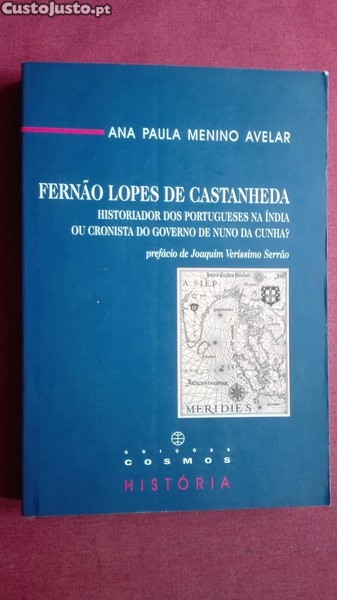 CustoJusto.pt
ANA PAULA MENINO AVELAR
FERNÃO LOPES DE CASTANHEDA
HISTORIADOR DOS PORTUGUESES NA ÍNDIA
OU CRONISTA DO GOVERNO DE NUNO DA CUNHA?
prefácio de Joaquim Veríssimo Serrão
A SIEP
MERIDIES
edições
COSMOS
HISTÓRIA